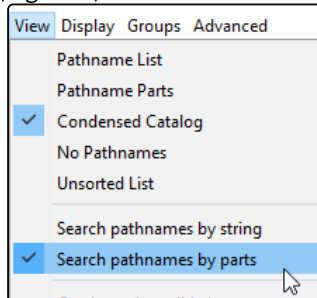 View Display Groups Advanced
Pathname List
Pathname Parts
Condensed Catalog
No Pathnames
Unsorted List
Search pathnames by string
Search pathnames by parts